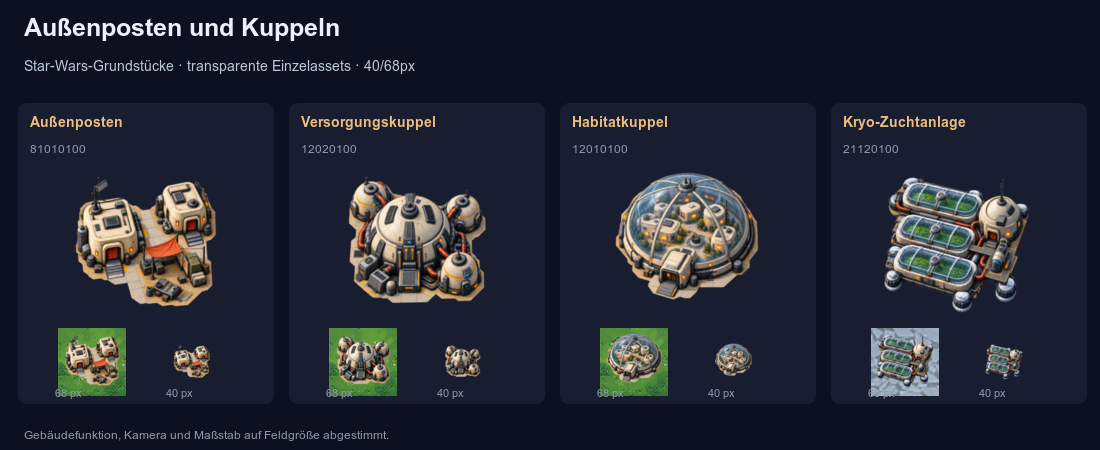 Außenposten und Kuppeln
Star-Wars-Grundstücke · transparente Einzelassets · 40/68px
Außenposten
81010100
68 px
40 px
Versorgungskuppel
12020100
68 px
40 px
Habitatkuppel
12010100
68 px
40 px
Kryo-Zuchtanlage
21120100
68 px
40 px
Gebäudefunktion, Kamera und Maßstab auf Feldgröße abgestimmt.